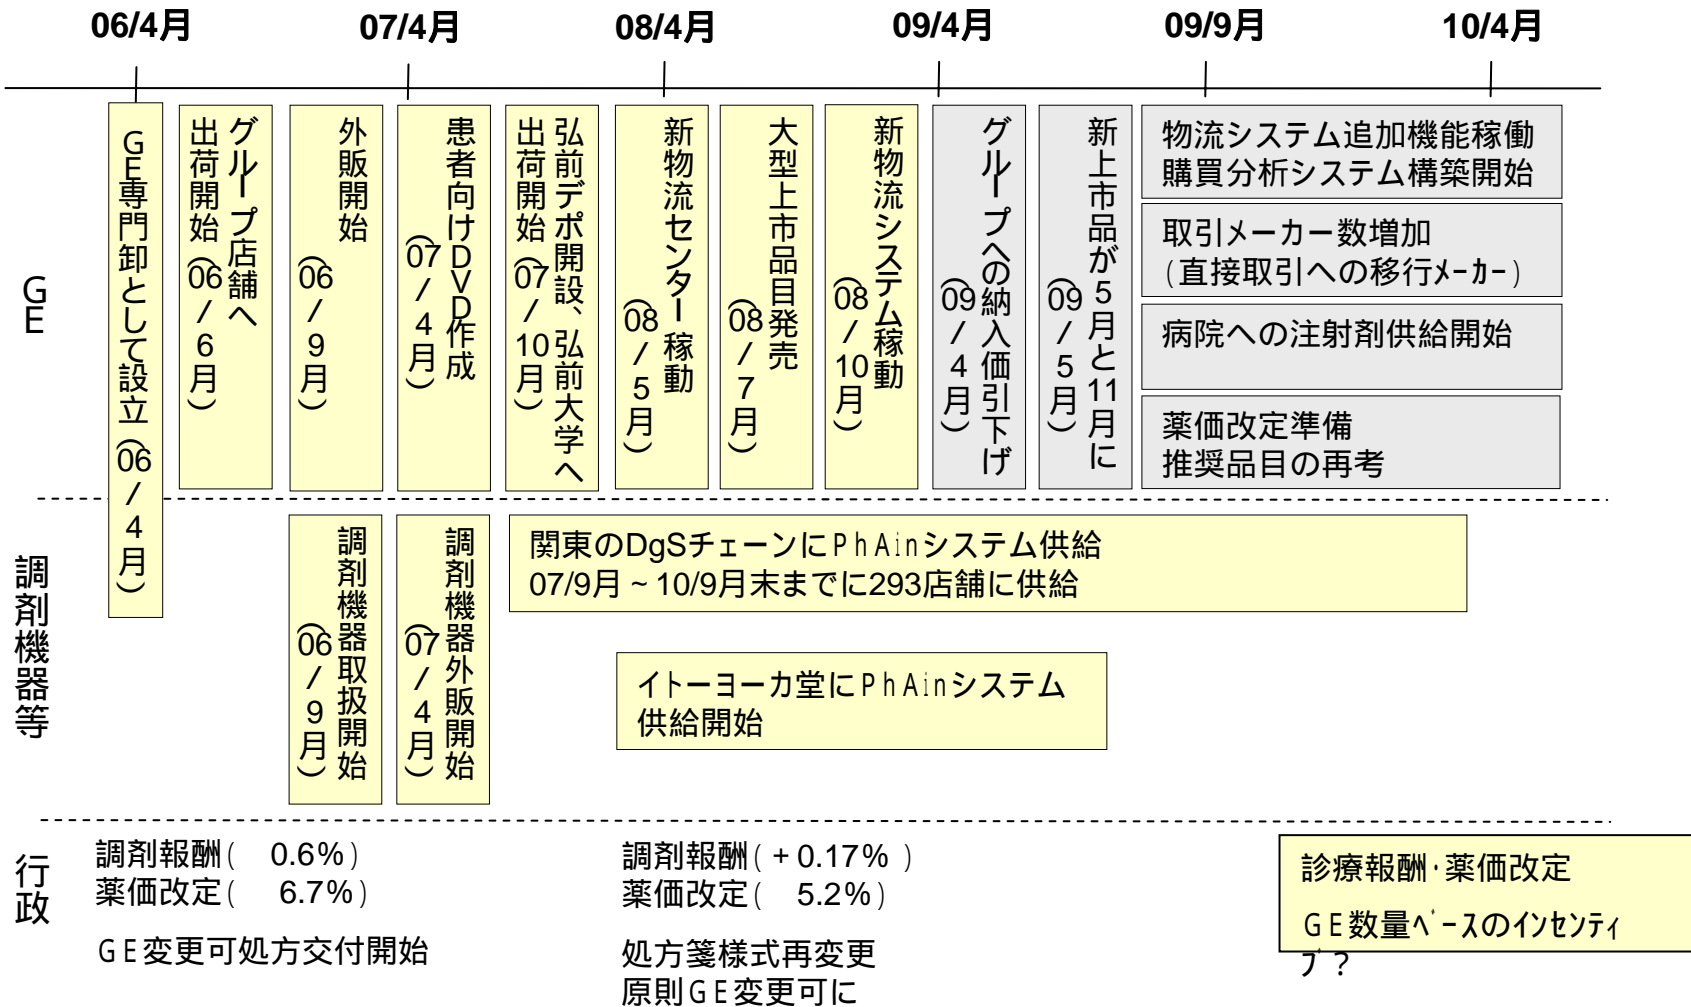 06/4月
07/4月
08/4月
09/4月
09/9月
10/4月
GE
GE専門卸として設立(06/4月)
グループ店舗へ
出荷開始(06/6月)
外販開始
(06/9月)
患者向けDVD作成
(07/4月)
弘前デポ開設、弘前大学へ
出荷開始(07/10月)
新物流センター稼動
(08/5月)
大型上市品目発売
(08/7月)
新物流システム稼動
(08/10月)
グループへの納入価引下げ
(09/4月)
新上市品が5月と11月に
(09/5月)
物流システム追加機能稼働
購買分析システム構築開始
取引メーカー数増加
(直接取引への移行ﾒｰｶｰ)
病院への注射剤供給開始
薬価改定準備
推奨品目の再考
調剤機器等
調剤機器取扱開始
(06/9月)
調剤機器外販開始
(07/4月)
関東のDgSチェーンにPhAinシステム供給
07/9月~10/9月末までに293店舗に供給
イトーヨーカ堂にPhAinシステム
供給開始
行政
調剤報酬( 0.6%)
薬価改定( 6.7%)
GE変更可処方交付開始
調剤報酬(+0.17% )
薬価改定( 5.2%)
処方箋様式再変更
原則GE変更可に
診療報酬･薬価改定
GE数量ﾍﾞｰｽのｲﾝｾﾝﾃｨ
ﾌﾞ?